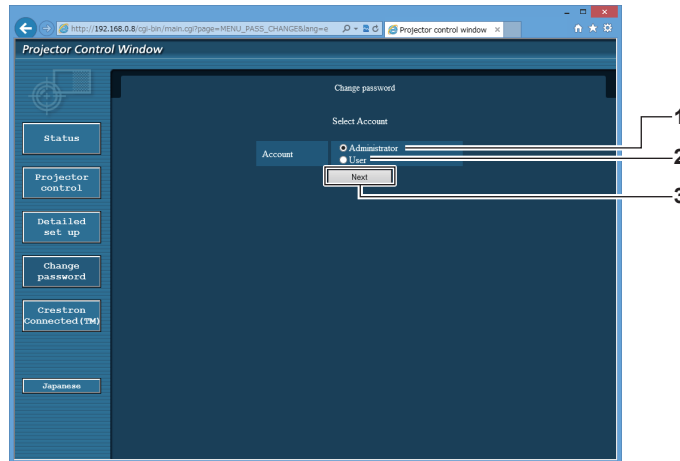 http://192.168.0.8/cgi-bin/main.cgi?page=MENU_PASS_CHANGE&lang=e
Projector control window
Projector Control Window
Change password
Select Account
Account
Administrator
User
Next
1
2
3
Status
Projector
control
Detailed
set up
Change
password
Crestron
Connected(TM)
Japanese